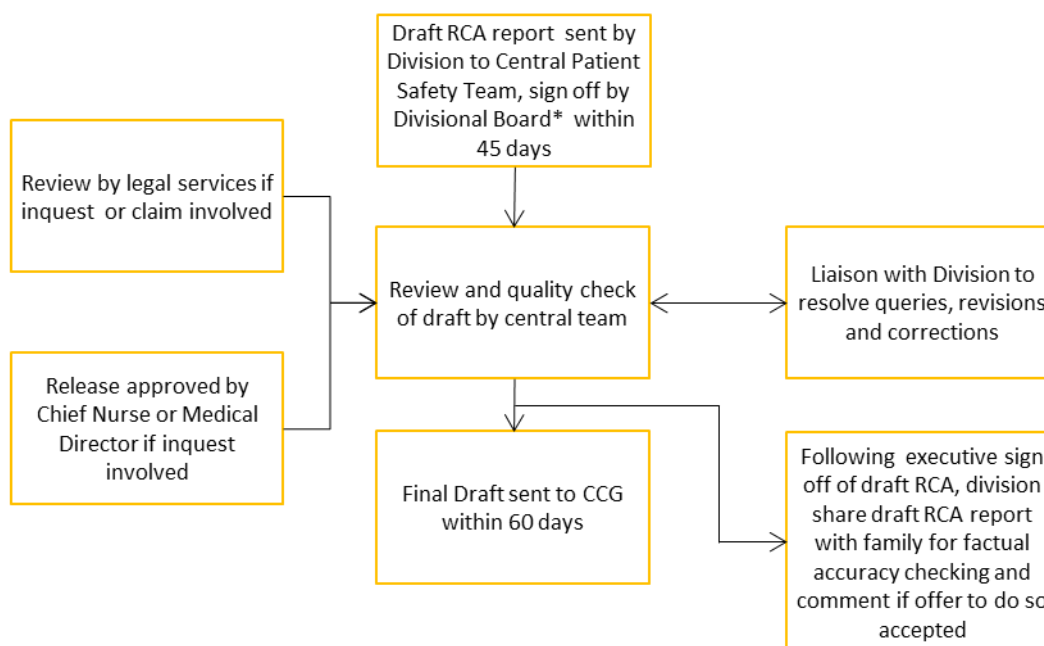 Draft RCA report sent by
Division to Central Patient
Safety Team, sign off by
Divisional Board* within
45 days
Review by legal services if
inquest or claim involved
Review and quality check
of draft by central team
Liaison with Division to
resolve queries, revisions
and corrections
Release approved by
Chief Nurse or Medical
Director if inquest
involved
Final Draft sent to CCG
within 60 days
Following executive sign
off of draft RCA, division
share draft RCA report
with family for factual
accuracy checking and
comment if offer to do so
accepted